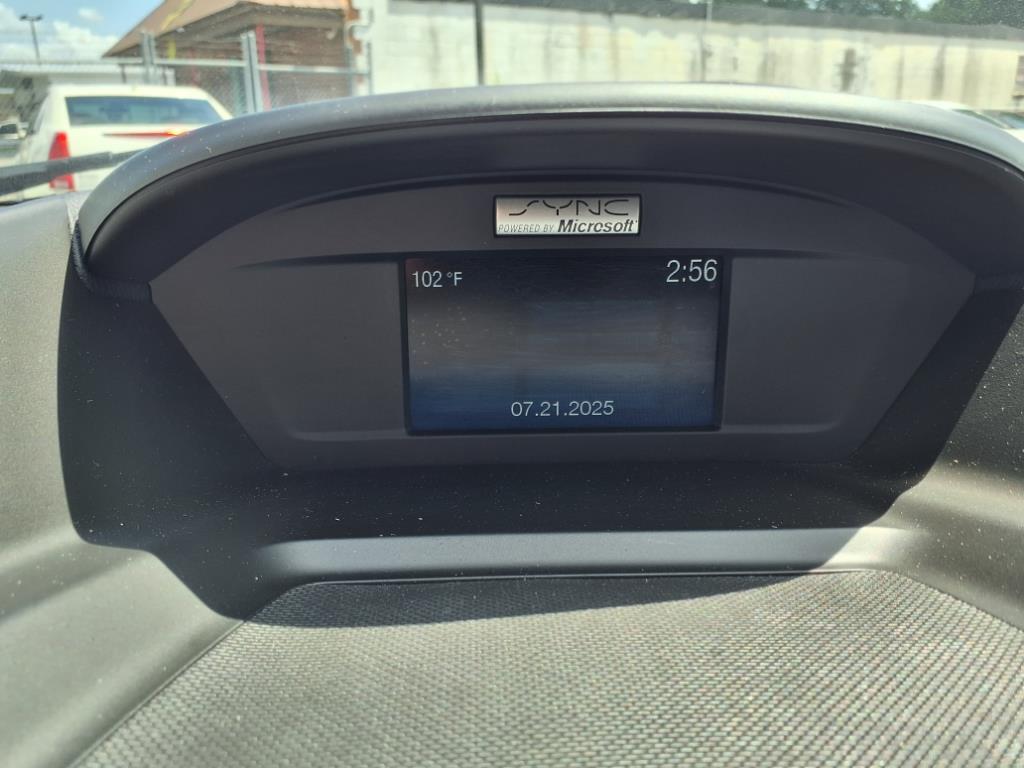 SYNC
POWERED BY Microsoft
102 °F 2:56
07.21.2025